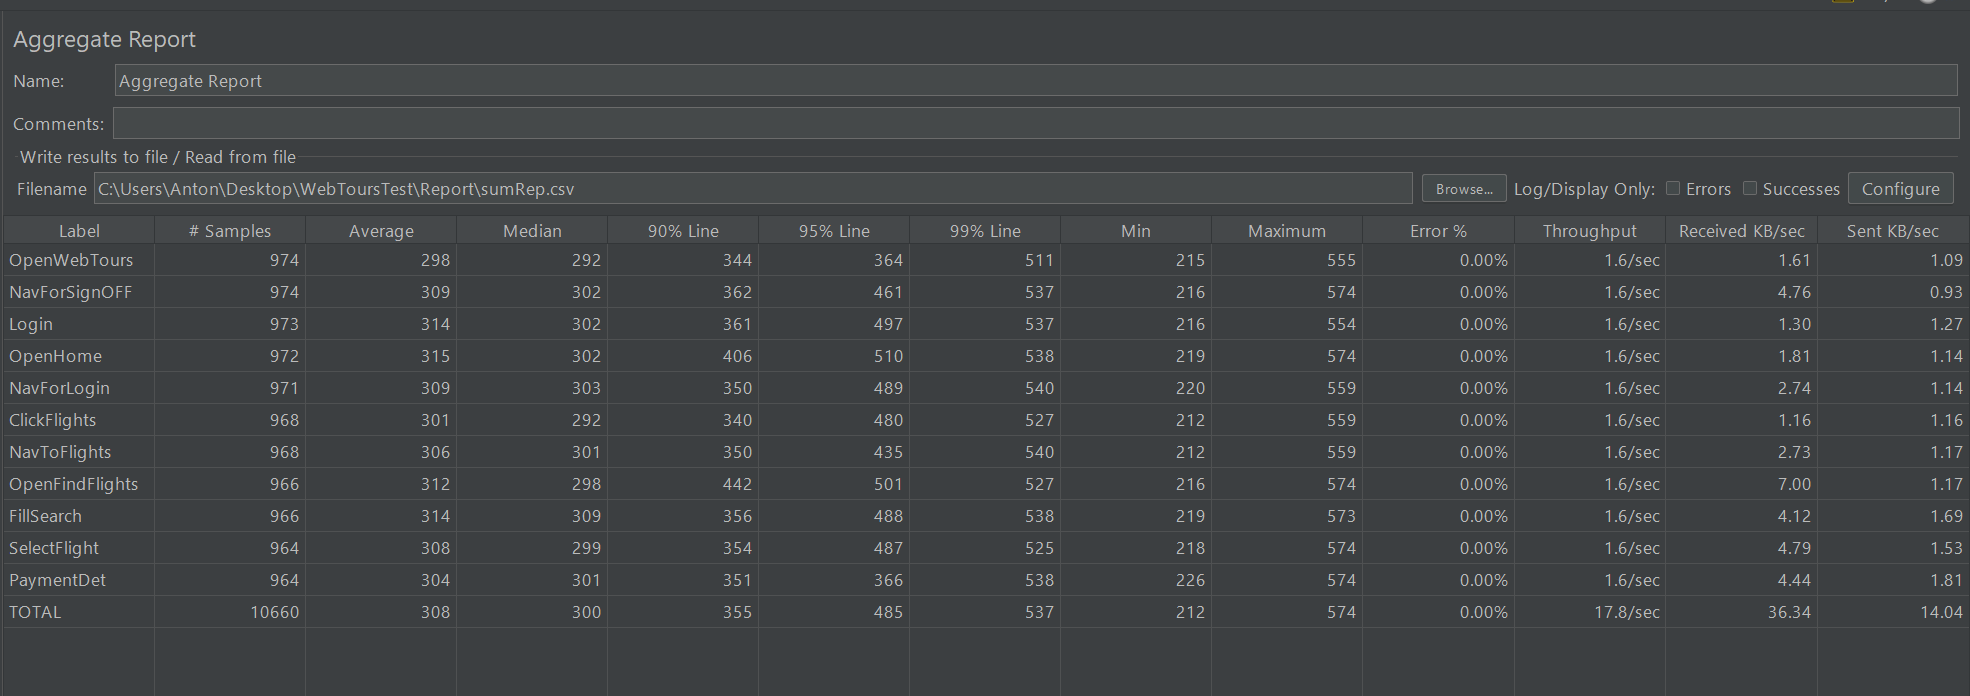 Aggregate Report
Name: Aggregate Report
Comments:
Write results to file / Read from file
Filename C:\Users\Anton\Desktop\WebToursTest\Report\sumRep.csv Browse... Log/Display Only: Errors Successes Configure
Label # Samples Average Median 90% Line 95% Line 99% Line Min Maximum Error % Throughput Received KB/sec Sent KB/sec
OpenWebTours 974 298 292 344 364 511 215 555 0.00% 1.6/sec 1.61 1.09
NavForSignOFF 974 309 302 362 461 537 216 574 0.00% 1.6/sec 4.76 0.93
Login 973 314 302 361 497 537 216 554 0.00% 1.6/sec 1.30 1.27
OpenHome 972 315 302 406 510 538 219 574 0.00% 1.6/sec 1.81 1.14
NavForLogin 971 309 303 350 489 540 220 559 0.00% 1.6/sec 2.74 1.14
ClickFlights 968 301 292 340 480 527 212 559 0.00% 1.6/sec 1.16 1.16
NavToFlights 968 306 301 350 435 540 212 559 0.00% 1.6/sec 2.73 1.17
OpenFindFlights 966 312 298 442 501 527 216 574 0.00% 1.6/sec 7.00 1.17
FillSearch 966 314 309 356 488 538 219 573 0.00% 1.6/sec 4.12 1.69
SelectFlight 964 308 299 354 487 525 218 574 0.00% 1.6/sec 4.79 1.53
PaymentDet 964 304 301 351 366 538 226 574 0.00% 1.6/sec 4.44 1.81
TOTAL 10660 308 300 355 485 537 212 574 0.00% 17.8/sec 36.34 14.04